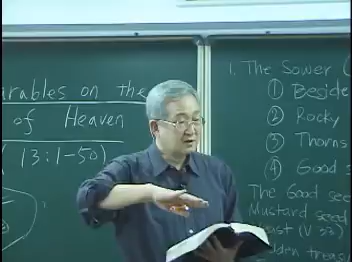 arables on the
of Heaven
( 13:1-50)
1. The Sower (
① Beside
② Rocky
③ Thorns
④ Good s
The Good see
Mustard seed
east (V 33)
dden treas